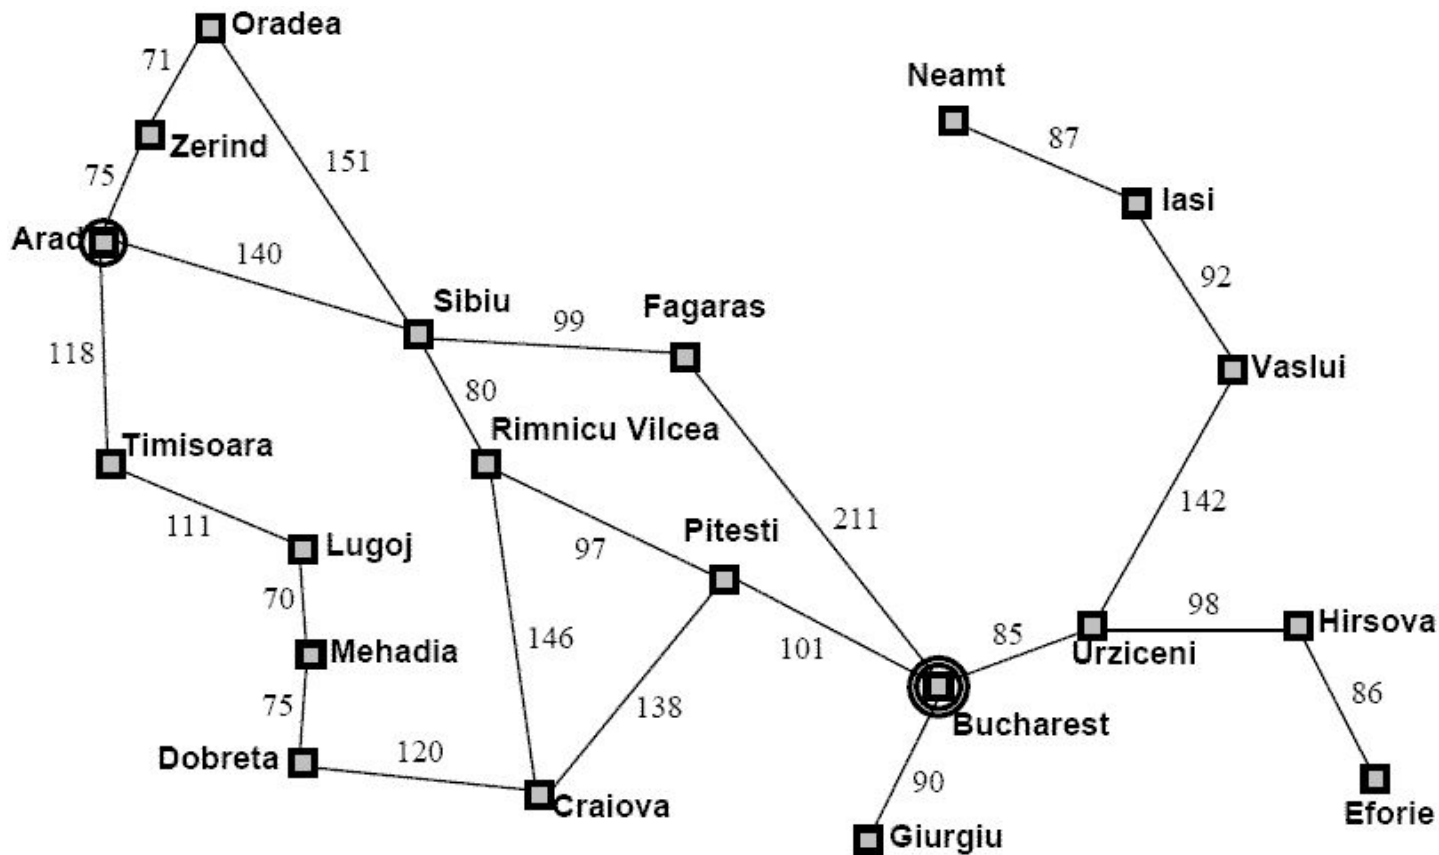 Oradea
71
Neamt
87
Zerind
151
75
Iasi
Arad
140
92
Sibiu
Fagaras
99
118
80
Vaslui
Timisoara
Rimnicu Vilcea
142
211
111
Lugoj
97
Pitesti
70
98
Hirsova
146
101
85
Mehadia
Urziceni
86
75
138
Bucharest
Dobreta
120
90
Craiova
Giurgiu
Eforie